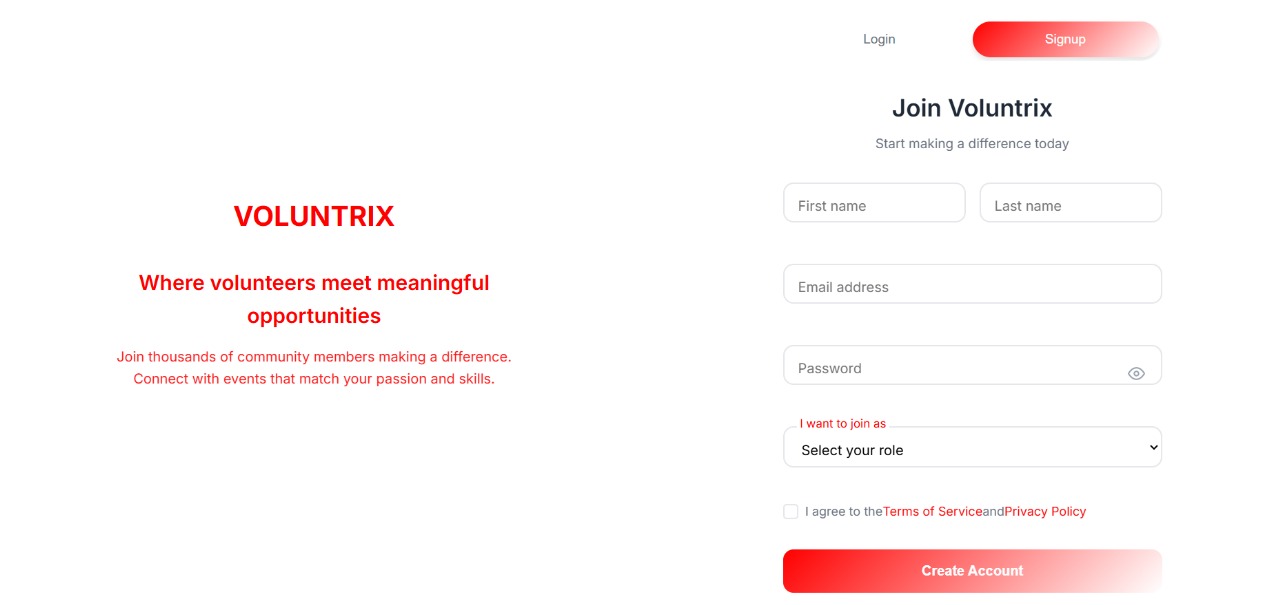 Login
Signup
Join Voluntrix
Start making a difference today
First name
Last name
Email address
Password
I want to join as
Select your role
I agree to theTerms of ServiceandPrivacy Policy
Create Account
VOLUNTRIX
Where volunteers meet meaningful
opportunities
Join thousands of community members making a difference.
Connect with events that match your passion and skills.